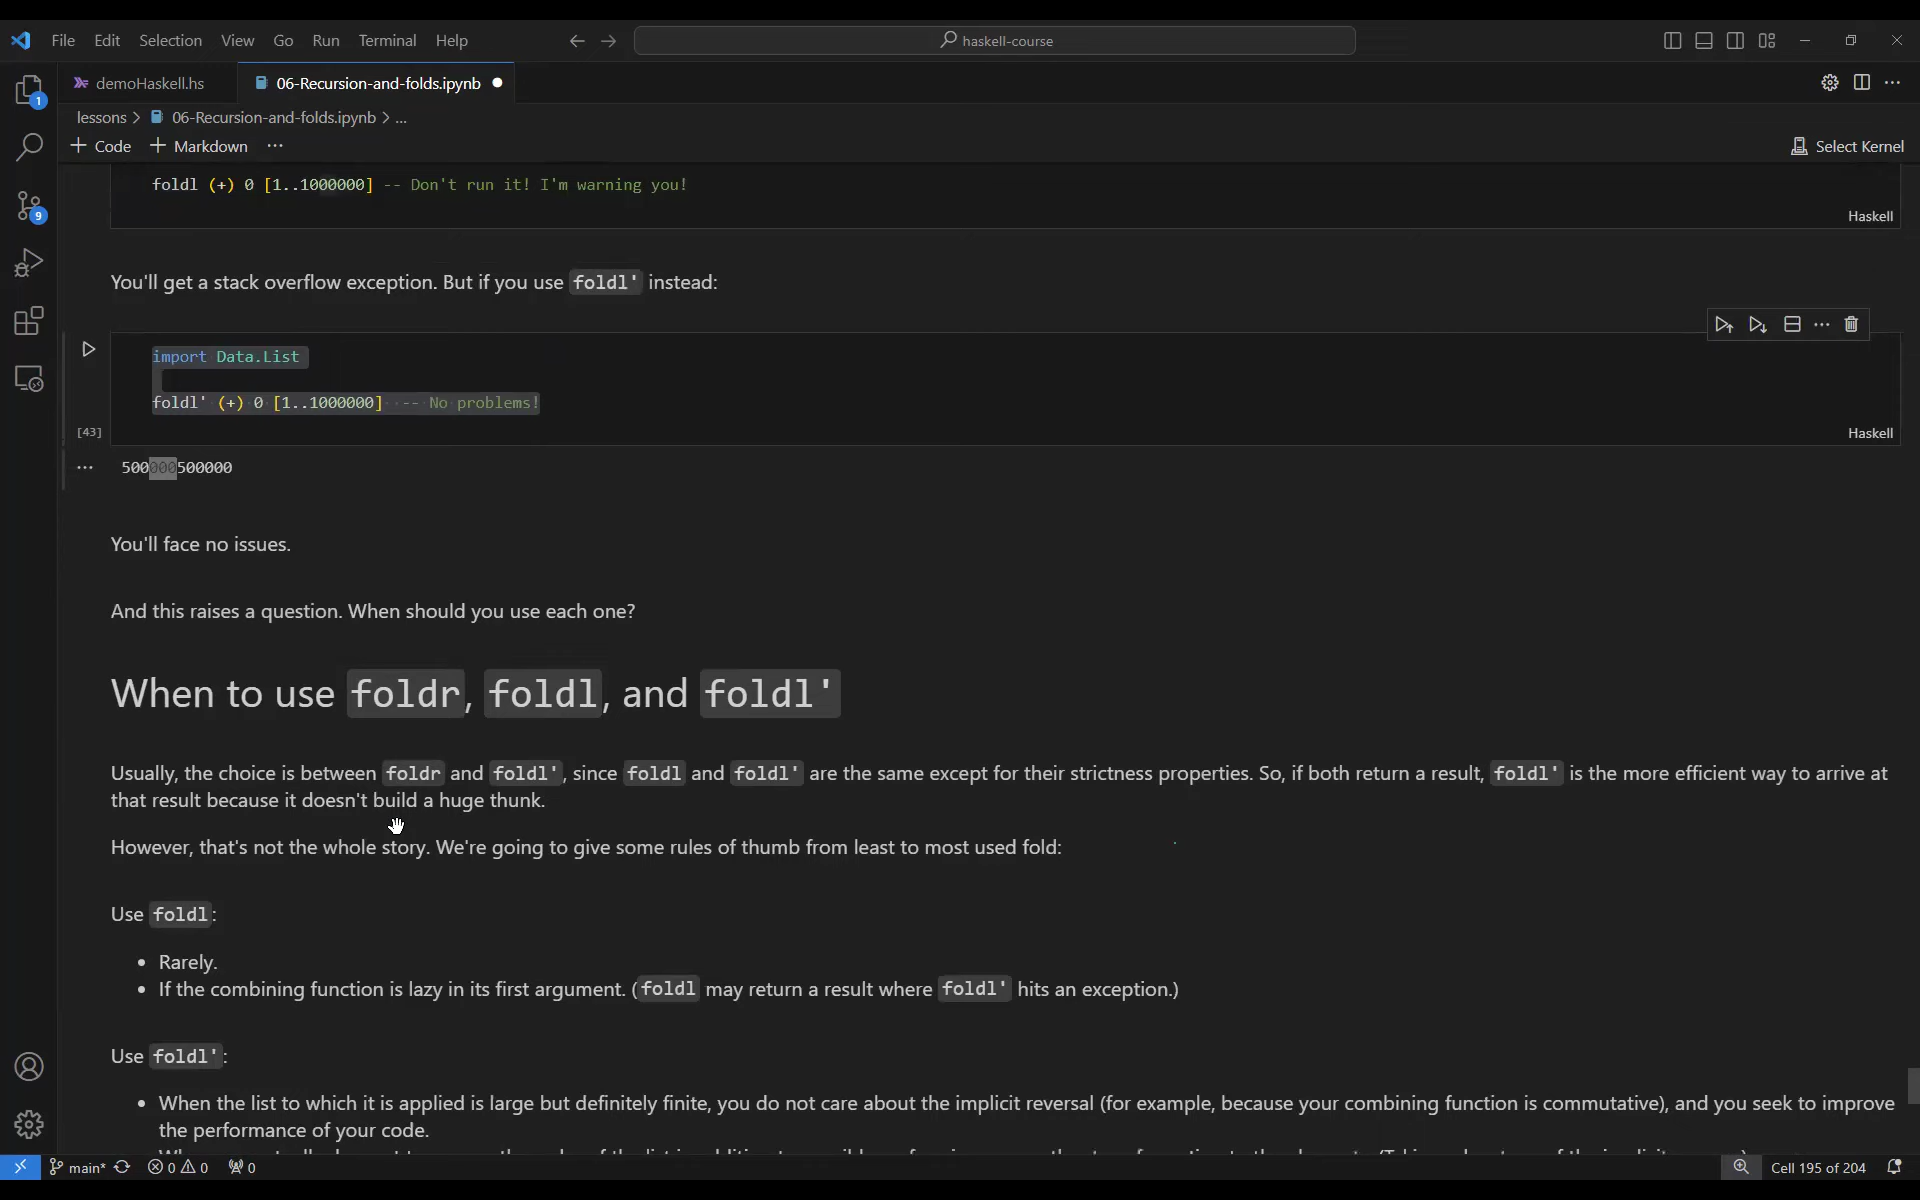 File Edit Selection View Go Run Terminal Help
haskell-course
demoHaskell.hs
06-Recursion-and-folds.ipynb
lessons > 06-Recursion-and-folds.ipynb > ...
+ Code + Markdown ...
Select Kernel
foldl (+) 0 [1..1000000] -- Don't run it! I'm warning you!
Haskell
You'll get a stack overflow exception. But if you use foldl' instead:
import Data.List
foldl' (+) 0 [1..1000000] -- No problems!
[43]
Haskell
500000500000
You'll face no issues.
And this raises a question. When should you use each one?
When to use foldr, foldl, and foldl'
Usually, the choice is between foldr and foldl', since foldl and foldl' are the same except for their strictness properties. So, if both return a result, foldl' is the more efficient way to arrive at
that result because it doesn't build a huge thunk.
However, that's not the whole story. We're going to give some rules of thumb from least to most used fold:
Use foldl:
• Rarely.
• If the combining function is lazy in its first argument. (foldl may return a result where foldl' hits an exception.)
Use foldl':
• When the list to which it is applied is large but definitely finite, you do not care about the implicit reversal (for example, because your combining function is commutative), and you seek to improve
the performance of your code.
1
9
main* 0 0 0
Cell 195 of 204